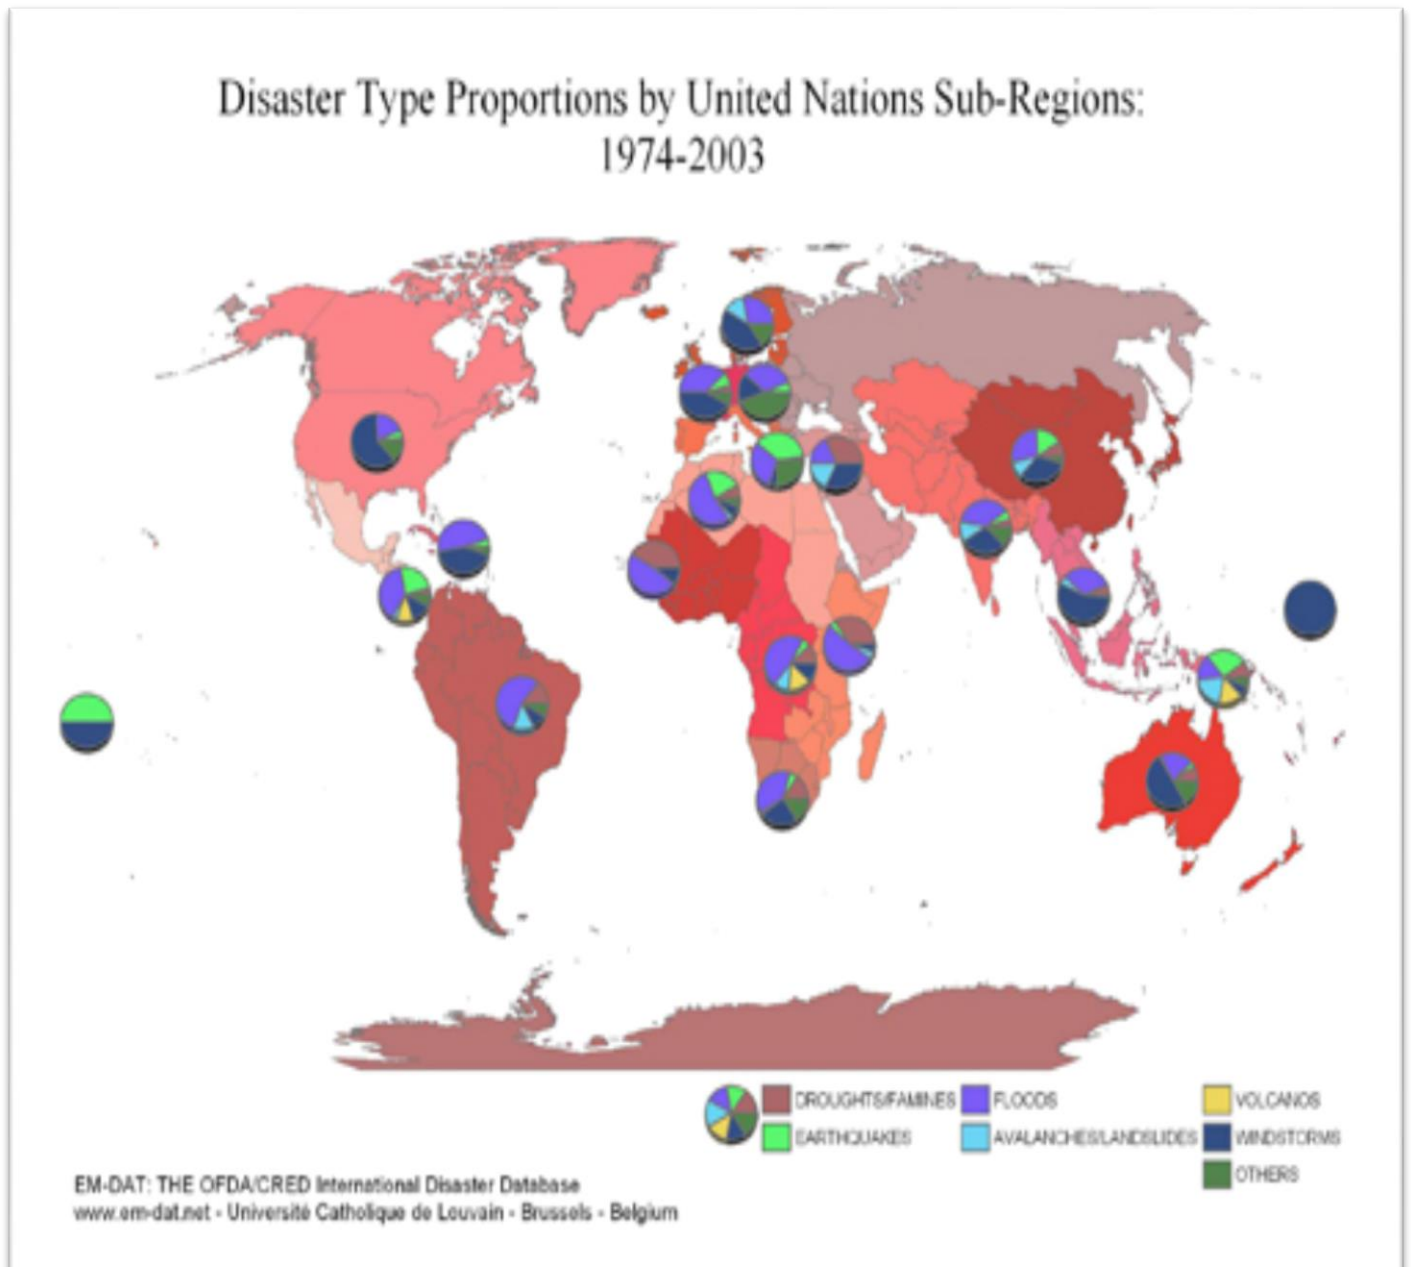 Disaster Type Proportions by United Nations Sub-Regions:
1974-2003
DROUGHTS/FAMINES FLOODS VOLCANOS
EARTHQUAKES AVALANCHES/LANDSLIDES WINDSTORMS
OTHERS
EM-DAT: THE OFDA/CRED International Disaster Database
www.em-dat.net - Université Catholique de Louvain - Brussels - Belgium